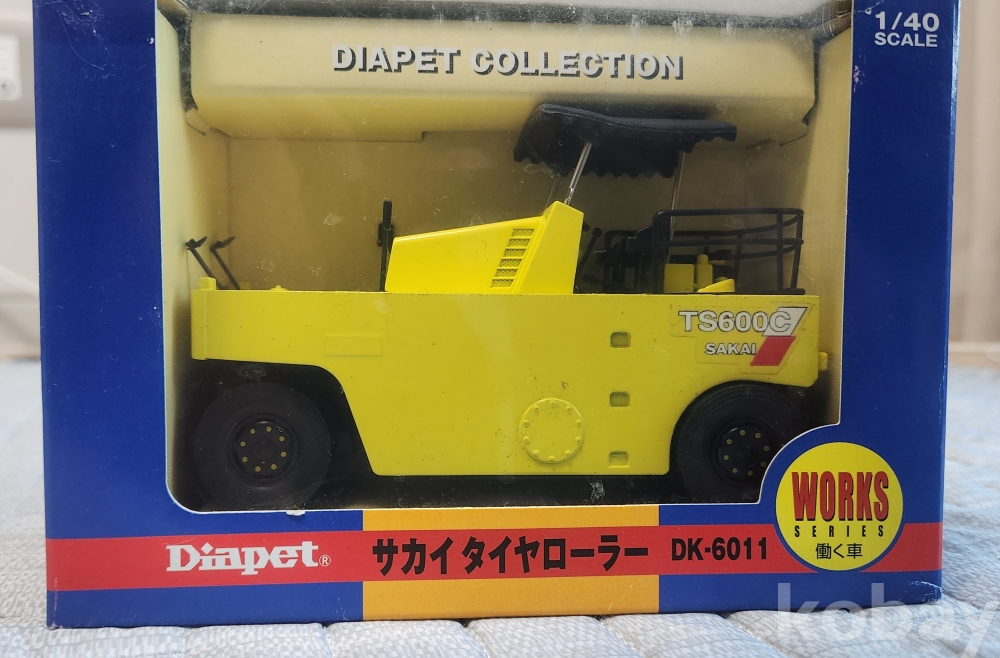 1/40
SCALE
DIAPET COLLECTION
TS600C
SAKAI
WORKS
SERIES
働く車
Diapet®
サカイ タイヤローラー DK-6011
kobay